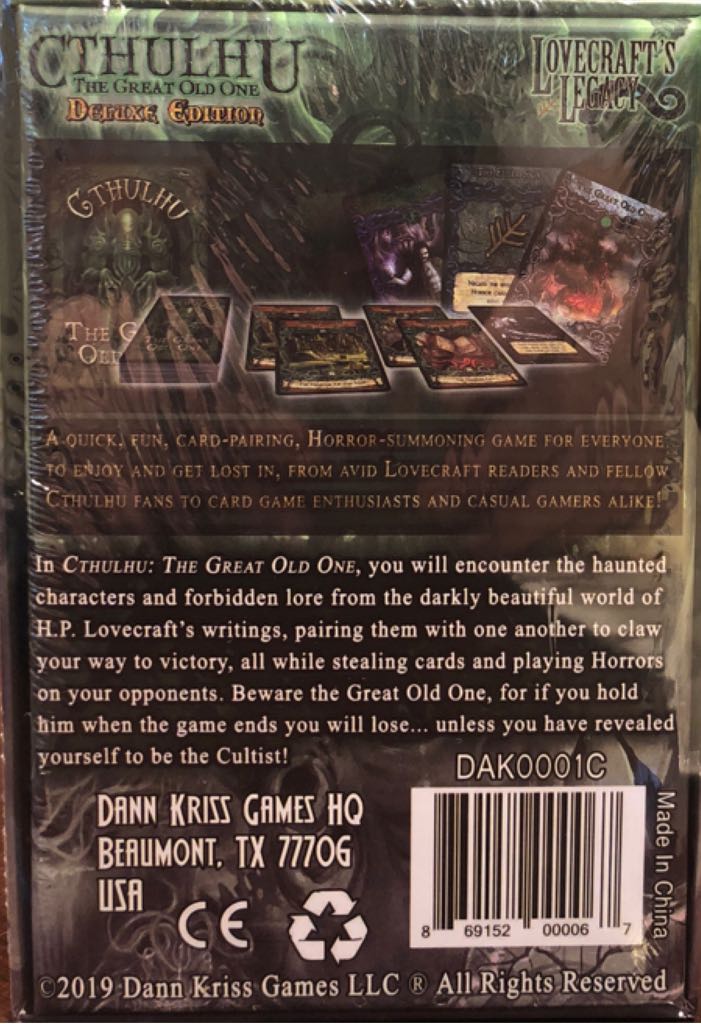 CTHULHU
THE GREAT OLD ONE
DELUXE EDITION
LOVECRAFT'S
LEGACY
CTHULHU
THE G
OLD
THE GREAT OLD ONE
A QUICK, FUN, CARD-PAIRING, HORROR-SUMMONING GAME FOR EVERYONE
TO ENJOY AND GET LOST IN, FROM AVID LOVECRAFT READERS AND FELLOW
CTHULHU FANS TO CARD GAME ENTHUSIASTS AND CASUAL GAMERS ALIKE!
In CTHULHU: THE GREAT OLD ONE, you will encounter the haunted
characters and forbidden lore from the darkly beautiful world of
H.P. Lovecraft's writings, pairing them with one another to claw
your way to victory, all while stealing cards and playing Horrors
on your opponents. Beware the Great Old One, for if you hold
him when the game ends you will lose... unless you have revealed
yourself to be the Cultist!
DAK0001C
DANN KRISS GAMES HQ
BEAUMONT, TX 77706
USA
CE
Made In China
8 69152 00006 7
©2019 Dann Kriss Games LLC ® All Rights Reserved